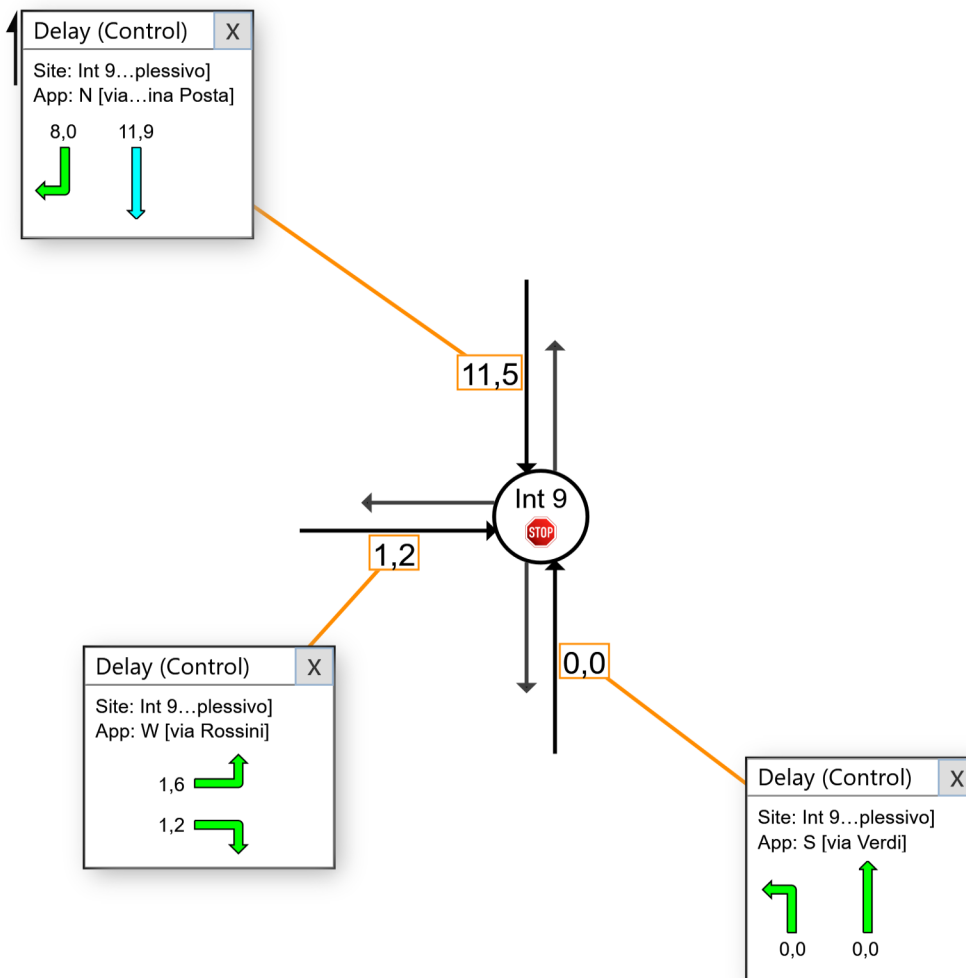 Delay (Control) X
Site: Int 9…plessivo]
App: N [via…ina Posta]
8,0 11,9
11,5
Int 9
STOP
1,2
Delay (Control) X
Site: Int 9…plessivo]
App: W [via Rossini]
1,6
1,2
0,0
Delay (Control) X
Site: Int 9…plessivo]
App: S [via Verdi]
0,0 0,0